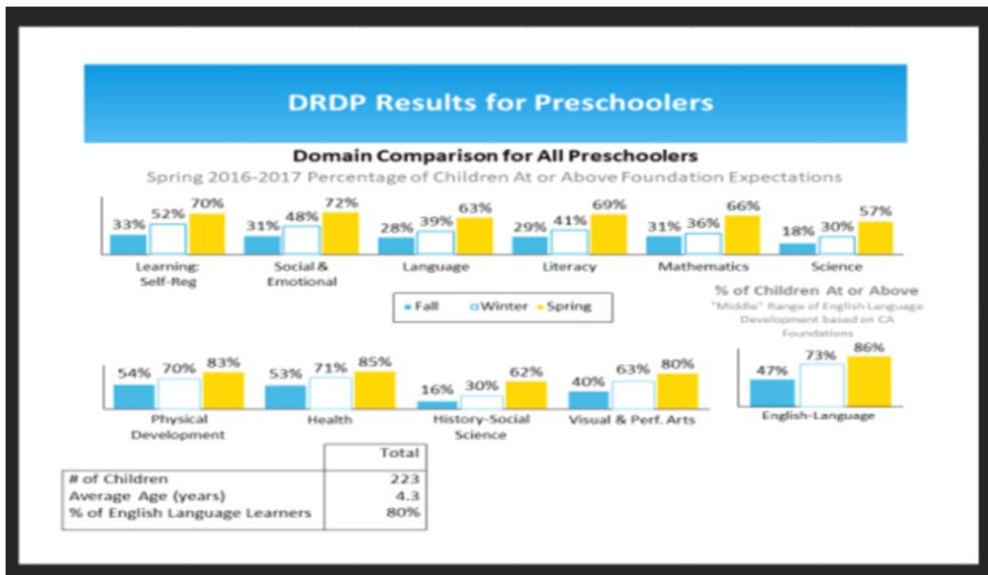 DRDP Results for Preschoolers
Domain Comparison for All Preschoolers
Spring 2016-2017 Percentage of Children At or Above Foundation Expectations
33% 52% 70%
31% 48% 72%
28% 39% 63%
29% 41% 69%
31% 36% 66%
18% 30% 57%
Learning:
Self-Reg
Social &
Emotional
Language
Literacy
Mathematics
Science
Fall Winter Spring
% of Children At or Above
"Middle" Range of English Language
Development based on CA
Foundations
54% 70% 83%
53% 71% 85%
16% 30% 62%
40% 63% 80%
47% 73% 86%
Physical
Development
Health
History-Social
Science
Visual & Perf. Arts
English-Language
Total
# of Children 223
Average Age (years) 4.3
% of English Language Learners 80%